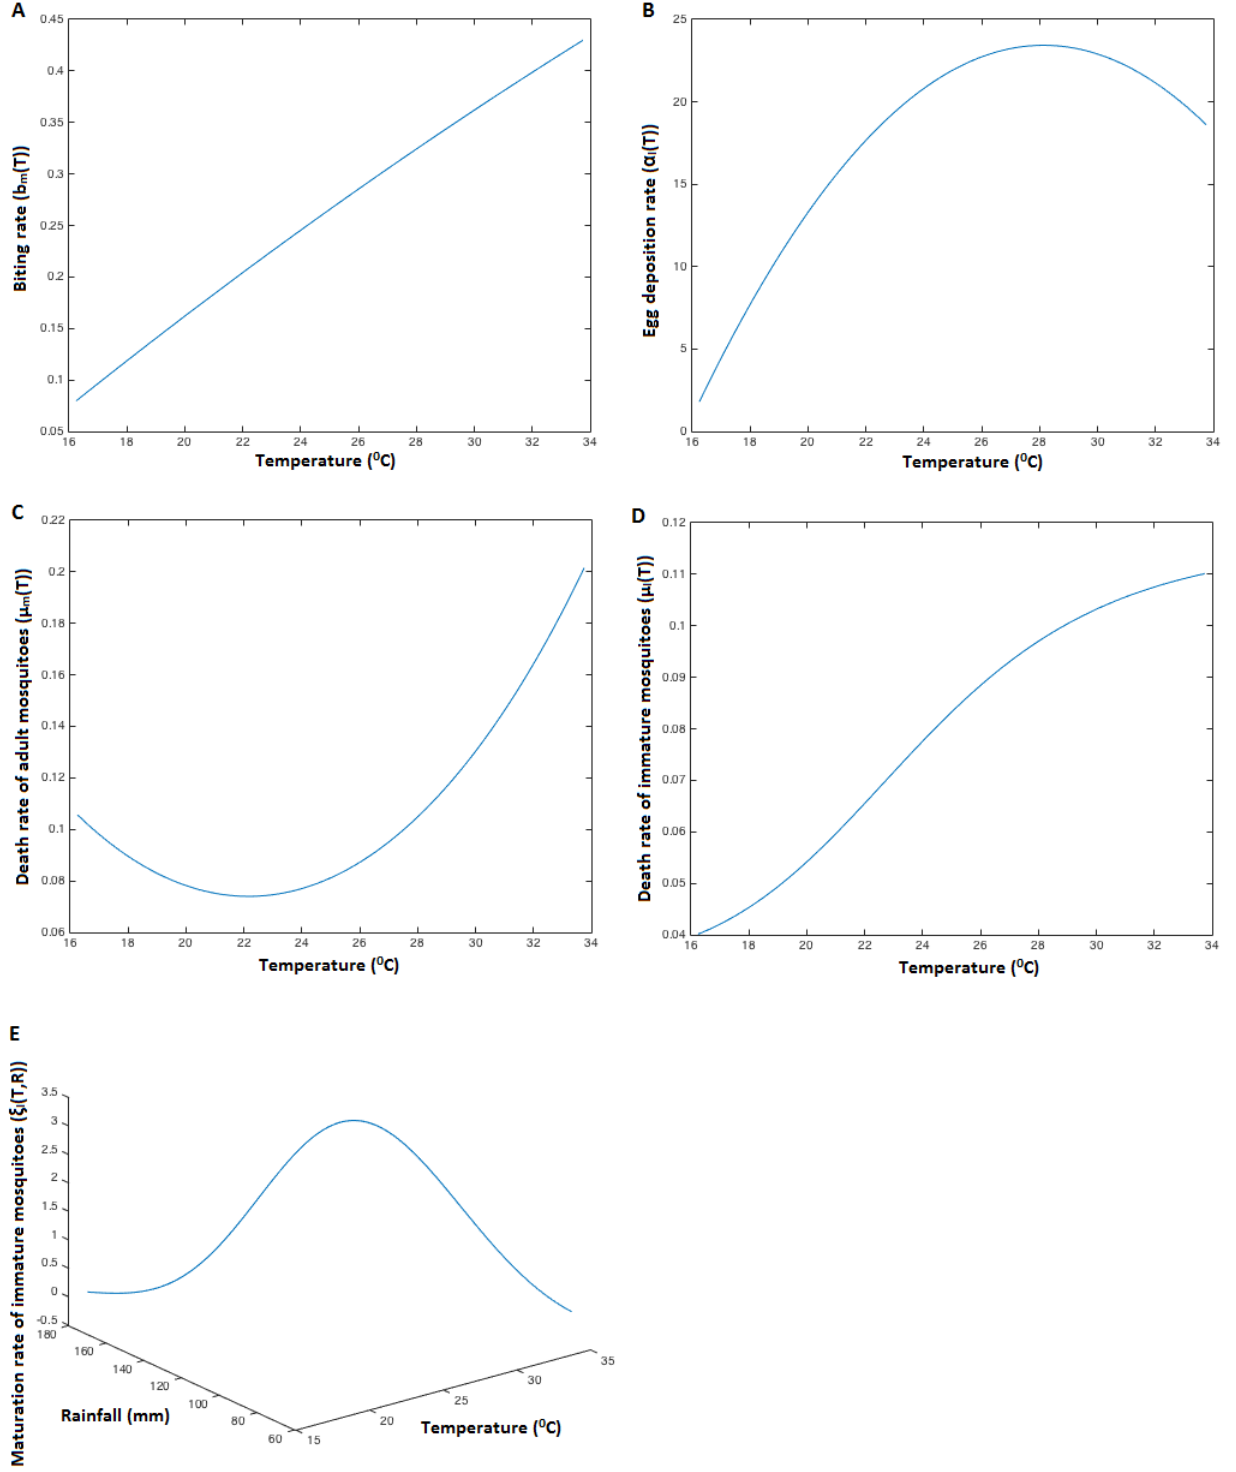 A
0.45
0.4
0.35
0.3
0.25
0.2
0.15
0.1
0.05
16 18 20 22 24 26 28 30 32 34
Biting rate (bₘ(T))
Temperature (⁰C)
B
25
20
15
10
5
0
16 18 20 22 24 26 28 30 32 34
Egg deposition rate (αₗ(T))
Temperature (⁰C)
C
0.22
0.2
0.18
0.16
0.14
0.12
0.1
0.08
0.06
16 18 20 22 24 26 28 30 32 34
Death rate of adult mosquitoes (μₘ(T))
Temperature (⁰C)
D
0.12
0.11
0.1
0.09
0.08
0.07
0.06
0.05
0.04
16 18 20 22 24 26 28 30 32 34
Death rate of immature mosquitoes (μₗ(T))
Temperature (⁰C)
E
3.5
3
2.5
2
1.5
1
0.5
0
-0.5
180
160
140
120
100
80
60
15
20
25
30
35
Maturation rate of immature mosquitoes (ξₗ(T,R))
Rainfall (mm)
Temperature (⁰C)